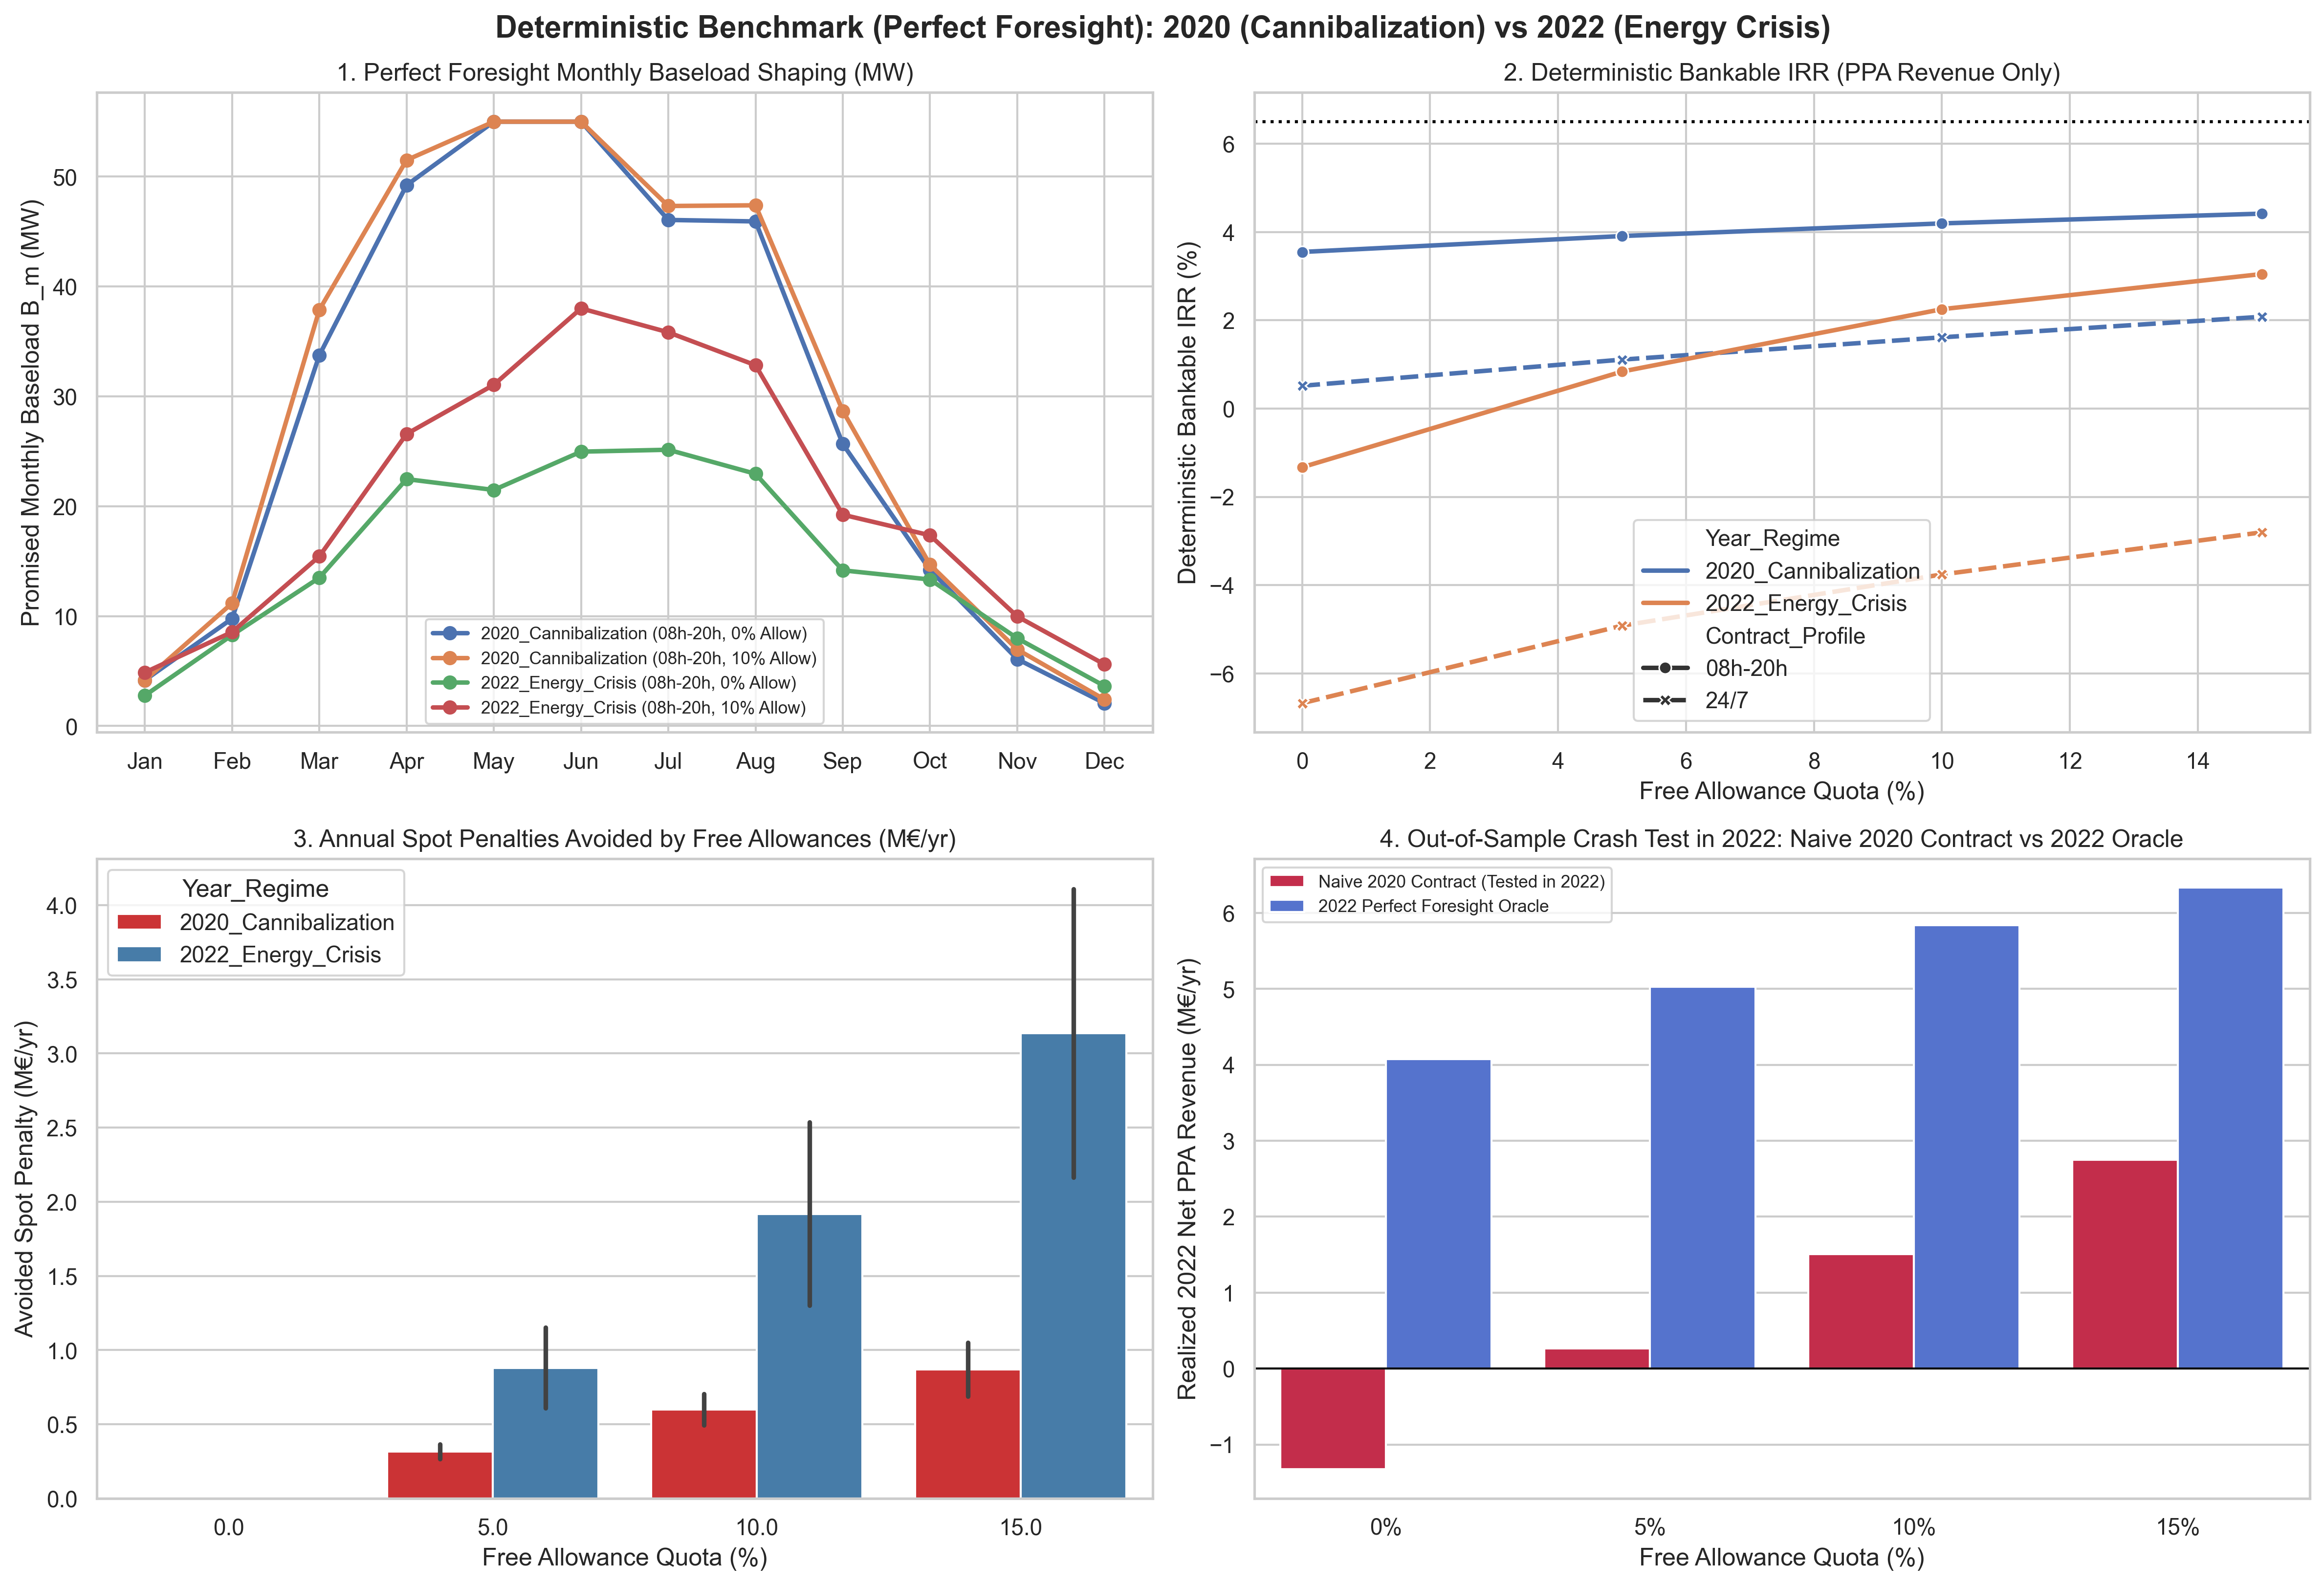 Deterministic Benchmark (Perfect Foresight): 2020 (Cannibalization) vs 2022 (Energy Crisis)
1. Perfect Foresight Monthly Baseload Shaping (MW)
Promised Monthly Baseload B_m (MW)
50
40
30
20
10
0
2020_Cannibalization (08h-20h, 0% Allow)
2020_Cannibalization (08h-20h, 10% Allow)
2022_Energy_Crisis (08h-20h, 0% Allow)
2022_Energy_Crisis (08h-20h, 10% Allow)
Jan Feb Mar Apr May Jun Jul Aug Sep Oct Nov Dec
2. Deterministic Bankable IRR (PPA Revenue Only)
Deterministic Bankable IRR (%)
6
4
2
0
−2
−4
−6
Year_Regime
2020_Cannibalization
2022_Energy_Crisis
Contract_Profile
08h-20h
24/7
0 2 4 6 8 10 12 14
Free Allowance Quota (%)
3. Annual Spot Penalties Avoided by Free Allowances (M€/yr)
Avoided Spot Penalty (M€/yr)
Year_Regime
2020_Cannibalization
2022_Energy_Crisis
4.0
3.5
3.0
2.5
2.0
1.5
1.0
0.5
0.0
0.0 5.0 10.0 15.0
Free Allowance Quota (%)
4. Out-of-Sample Crash Test in 2022: Naive 2020 Contract vs 2022 Oracle
Realized 2022 Net PPA Revenue (M€/yr)
Naive 2020 Contract (Tested in 2022)
2022 Perfect Foresight Oracle
6
5
4
3
2
1
0
−1
0% 5% 10% 15%
Free Allowance Quota (%)